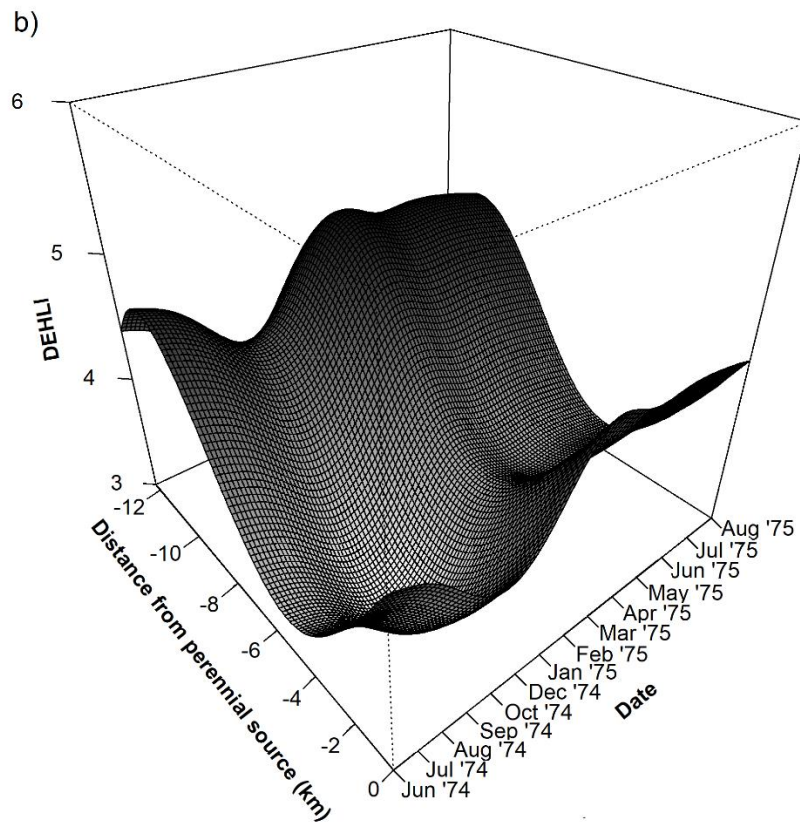 b)
6
5
4
3
DEHLI
-12
-10
-8
-6
-4
-2
0
Distance from perennial source (km)
Jun '74
Jul '74
Aug '74
Sep '74
Oct '74
Dec '74
Jan '75
Feb '75
Mar '75
Apr '75
May '75
Jun '75
Jul '75
Aug '75
Date